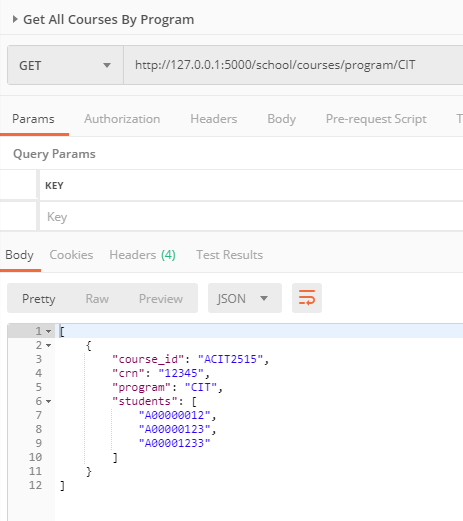 Get All Courses By Program
GET http://127.0.0.1:5000/school/courses/program/CIT
Params Authorization Headers Body Pre-request Script T
Query Params
KEY
Key
Body Cookies Headers (4) Test Results
Pretty Raw Preview JSON
1 [
2 {
3 "course_id": "ACIT2515",
4 "crn": "12345",
5 "program": "CIT",
6 "students": [
7 "A00000012",
8 "A00000123",
9 "A00001233"
10 ]
11 }
12 ]